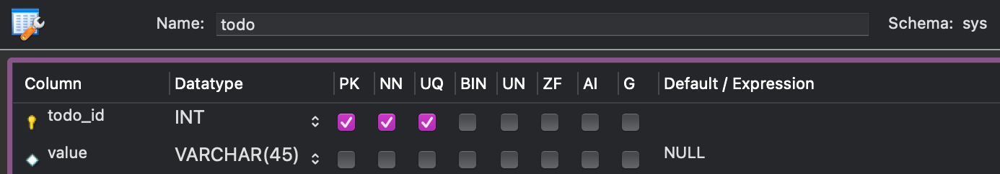 Name: todo Schema: sys
Column Datatype PK NN UQ BIN UN ZF AI G Default / Expression
todo_id INT
value VARCHAR(45) NULL